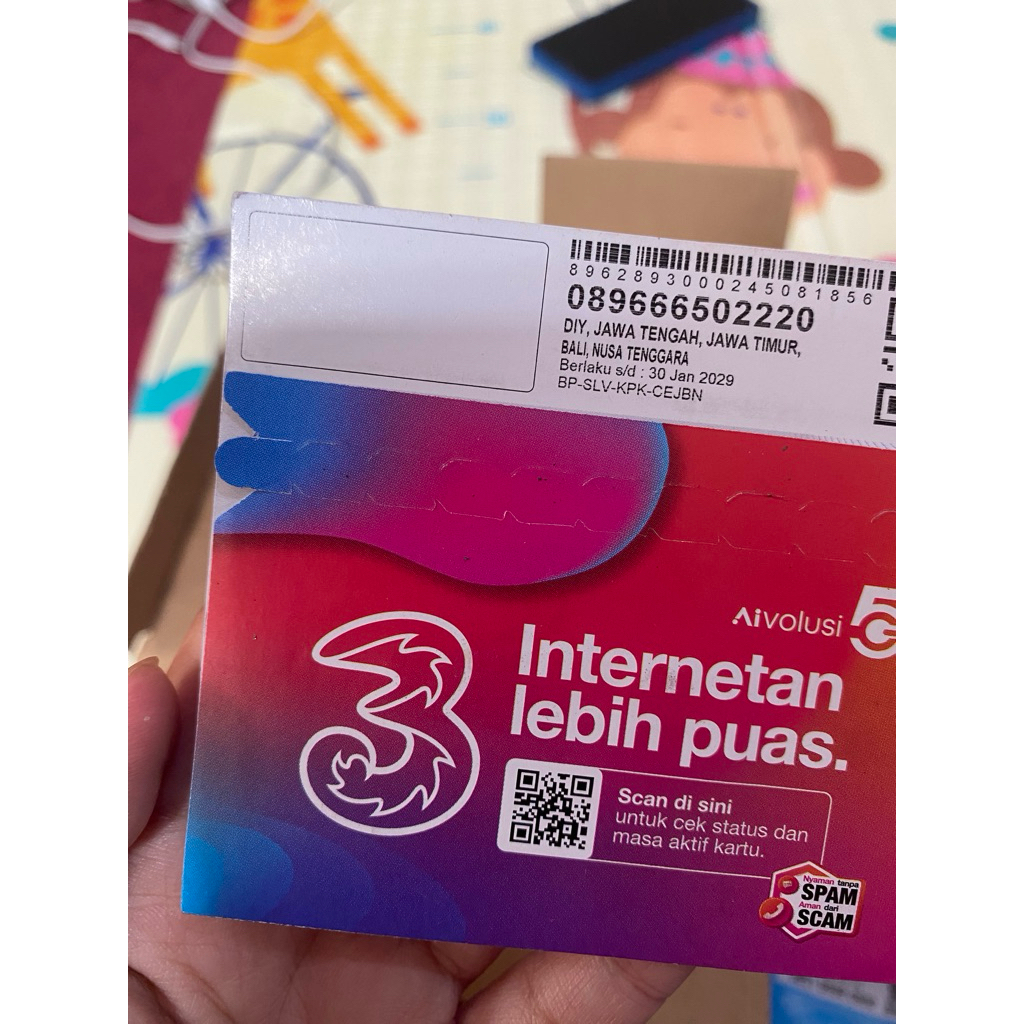 8962893000245081856
089666502220
DIY, JAWA TENGAH, JAWA TIMUR,
BALI, NUSA TENGGARA
Berlaku s/d : 30 Jan 2029
BP-SLV-KPK-CEJBN
Aivolusi 5G
3
Internetan
lebih puas.
Scan di sini
untuk cek status dan
masa aktif kartu.
Nyaman tanpa
SPAM
Aman dari
SCAM